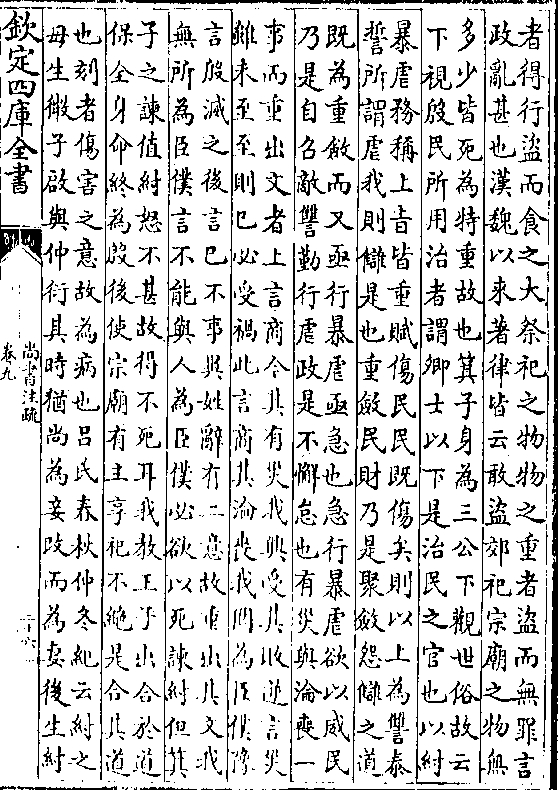 者得行盜而食之大祭祀之物物之重者盜而無罪言
政亂甚也漢魏以來著律皆云敢盜郊祀宗廟之物無
多少皆死為特重故也箕子身為三公下觀世俗故云
下視殷民所用治者謂卿士以下是治民之官也以紂
暴虐務稱上旨皆重賦傷民民既傷矣則以上為讐泰
誓所謂虐我則讎是也重斂民財乃是聚斂怨讎之道
既為重斂而又亟行暴虐亟急也急行暴虐欲以威民
乃是自召敵讐勤行虐政是不懈怠也有災與淪喪一
事而重出文者上言商今其有災我興受其敗逆言災
雖未至至則已必受禍此言商其淪喪我罔為臣僕豫
言殷滅之後言已不事異姓辭有二意故重出其文我
無所為臣僕言不能與人為臣僕必欲以死諫紂但箕
子之諫值紂怒不甚故得不死耳我教王子出合於道
保全身命終為殷後使宗廟有主享祀不絶是合其道
也刻者傷害之意故為病也呂氏春秋仲冬紀云紂之
母生微子啟與仲衍其時猶尚為妾改而為妻後生紂
欽定四庫全書
尚書注疏
卷九